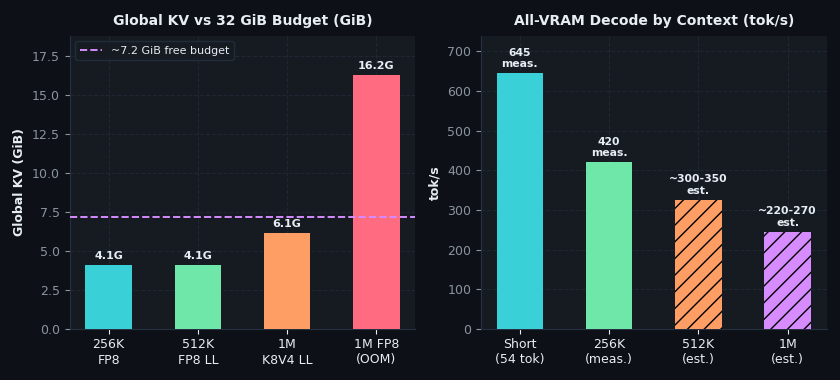 Global KV vs 32 GiB Budget (GiB)
~7.2 GiB free budget
Global KV (GiB)
17.5
15.0
12.5
10.0
7.5
5.0
2.5
0.0
4.1G
4.1G
6.1G
16.2G
256K
FP8
512K
FP8 LL
1M
K8V4 LL
1M FP8
(OOM)
All-VRAM Decode by Context (tok/s)
tok/s
700
600
500
400
300
200
100
0
645
meas.
420
meas.
~300-350
est.
~220-270
est.
Short
(54 tok)
256K
(meas.)
512K
(est.)
1M
(est.)